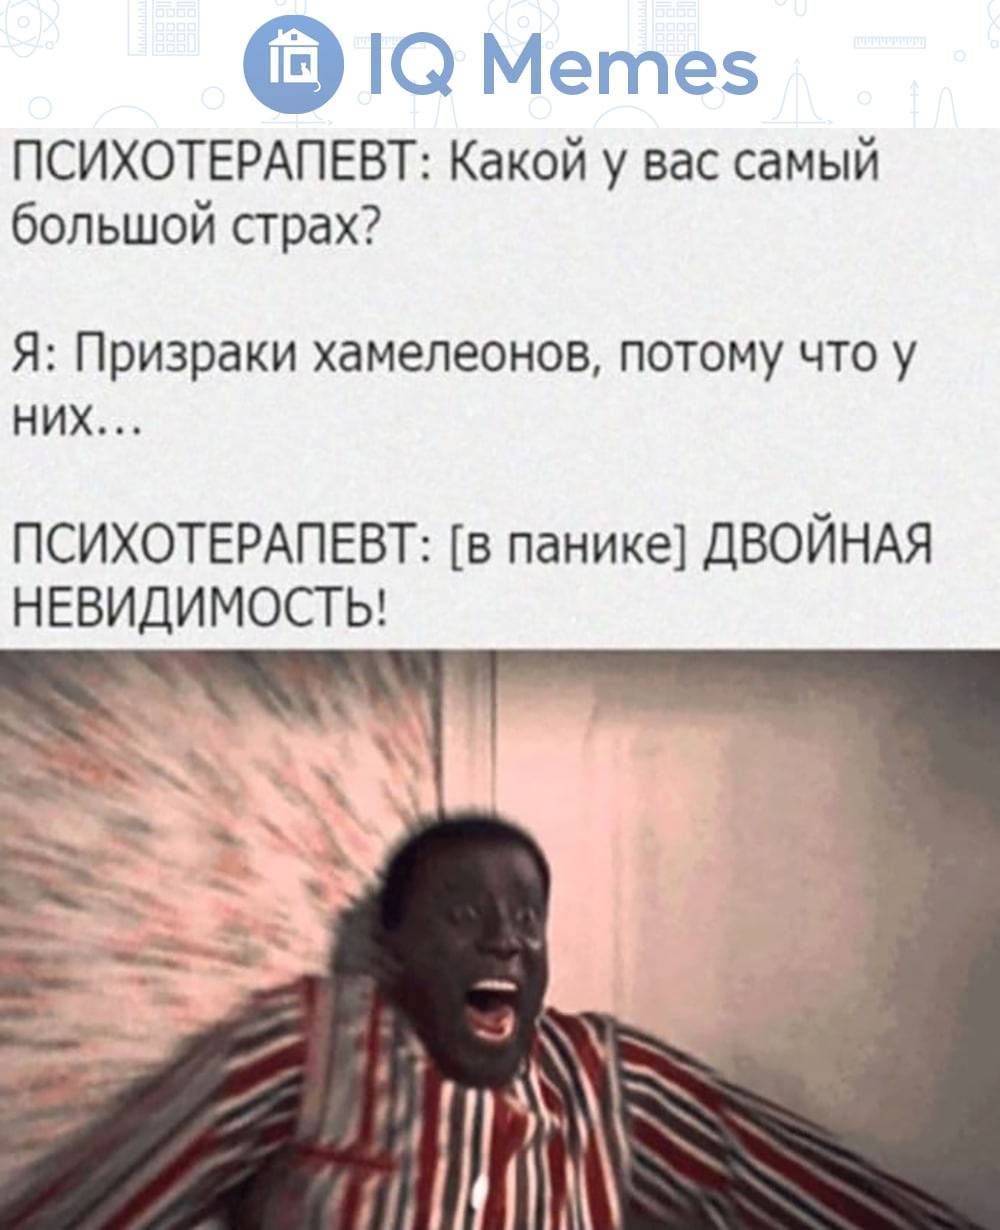 IQ Memes
ПСИХОТЕРАПЕВТ: Какой у вас самый
большой страх?
Я: Призраки хамелеонов, потому что у
них...
ПСИХОТЕРАПЕВТ: [в панике] ДВОЙНАЯ
НЕВИДИМОСТЬ!